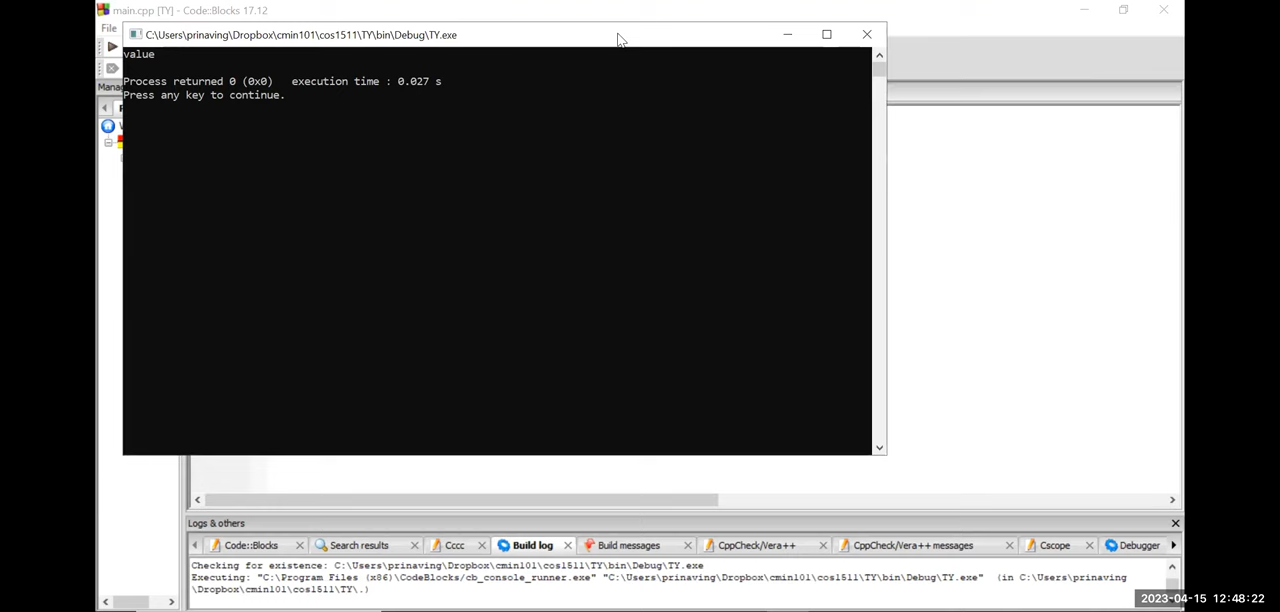 main.cpp [TY] - Code::Blocks 17.12
File
C:\Users\prinaving\Dropbox\cmin101\cos1511\TY\bin\Debug\TY.exe
value
Process returned 0 (0x0)   execution time : 0.027 s
Press any key to continue.
Manag
Logs & others
Code::Blocks Search results Cccc Build log Build messages CppCheck/Vera++ CppCheck/Vera++ messages Cscope Debugger
Checking for existence: C:\Users\prinaving\Dropbox\cmin101\cos1511\TY\bin\Debug\TY.exe
Executing: "C:\Program Files (x86)\CodeBlocks/cb_console_runner.exe" "C:\Users\prinaving\Dropbox\cmin101\cos1511\TY\bin\Debug\TY.exe"  (in C:\Users\prinaving
\Dropbox\cmin101\cos1511\TY\.)
2023-04-15 12:48:22